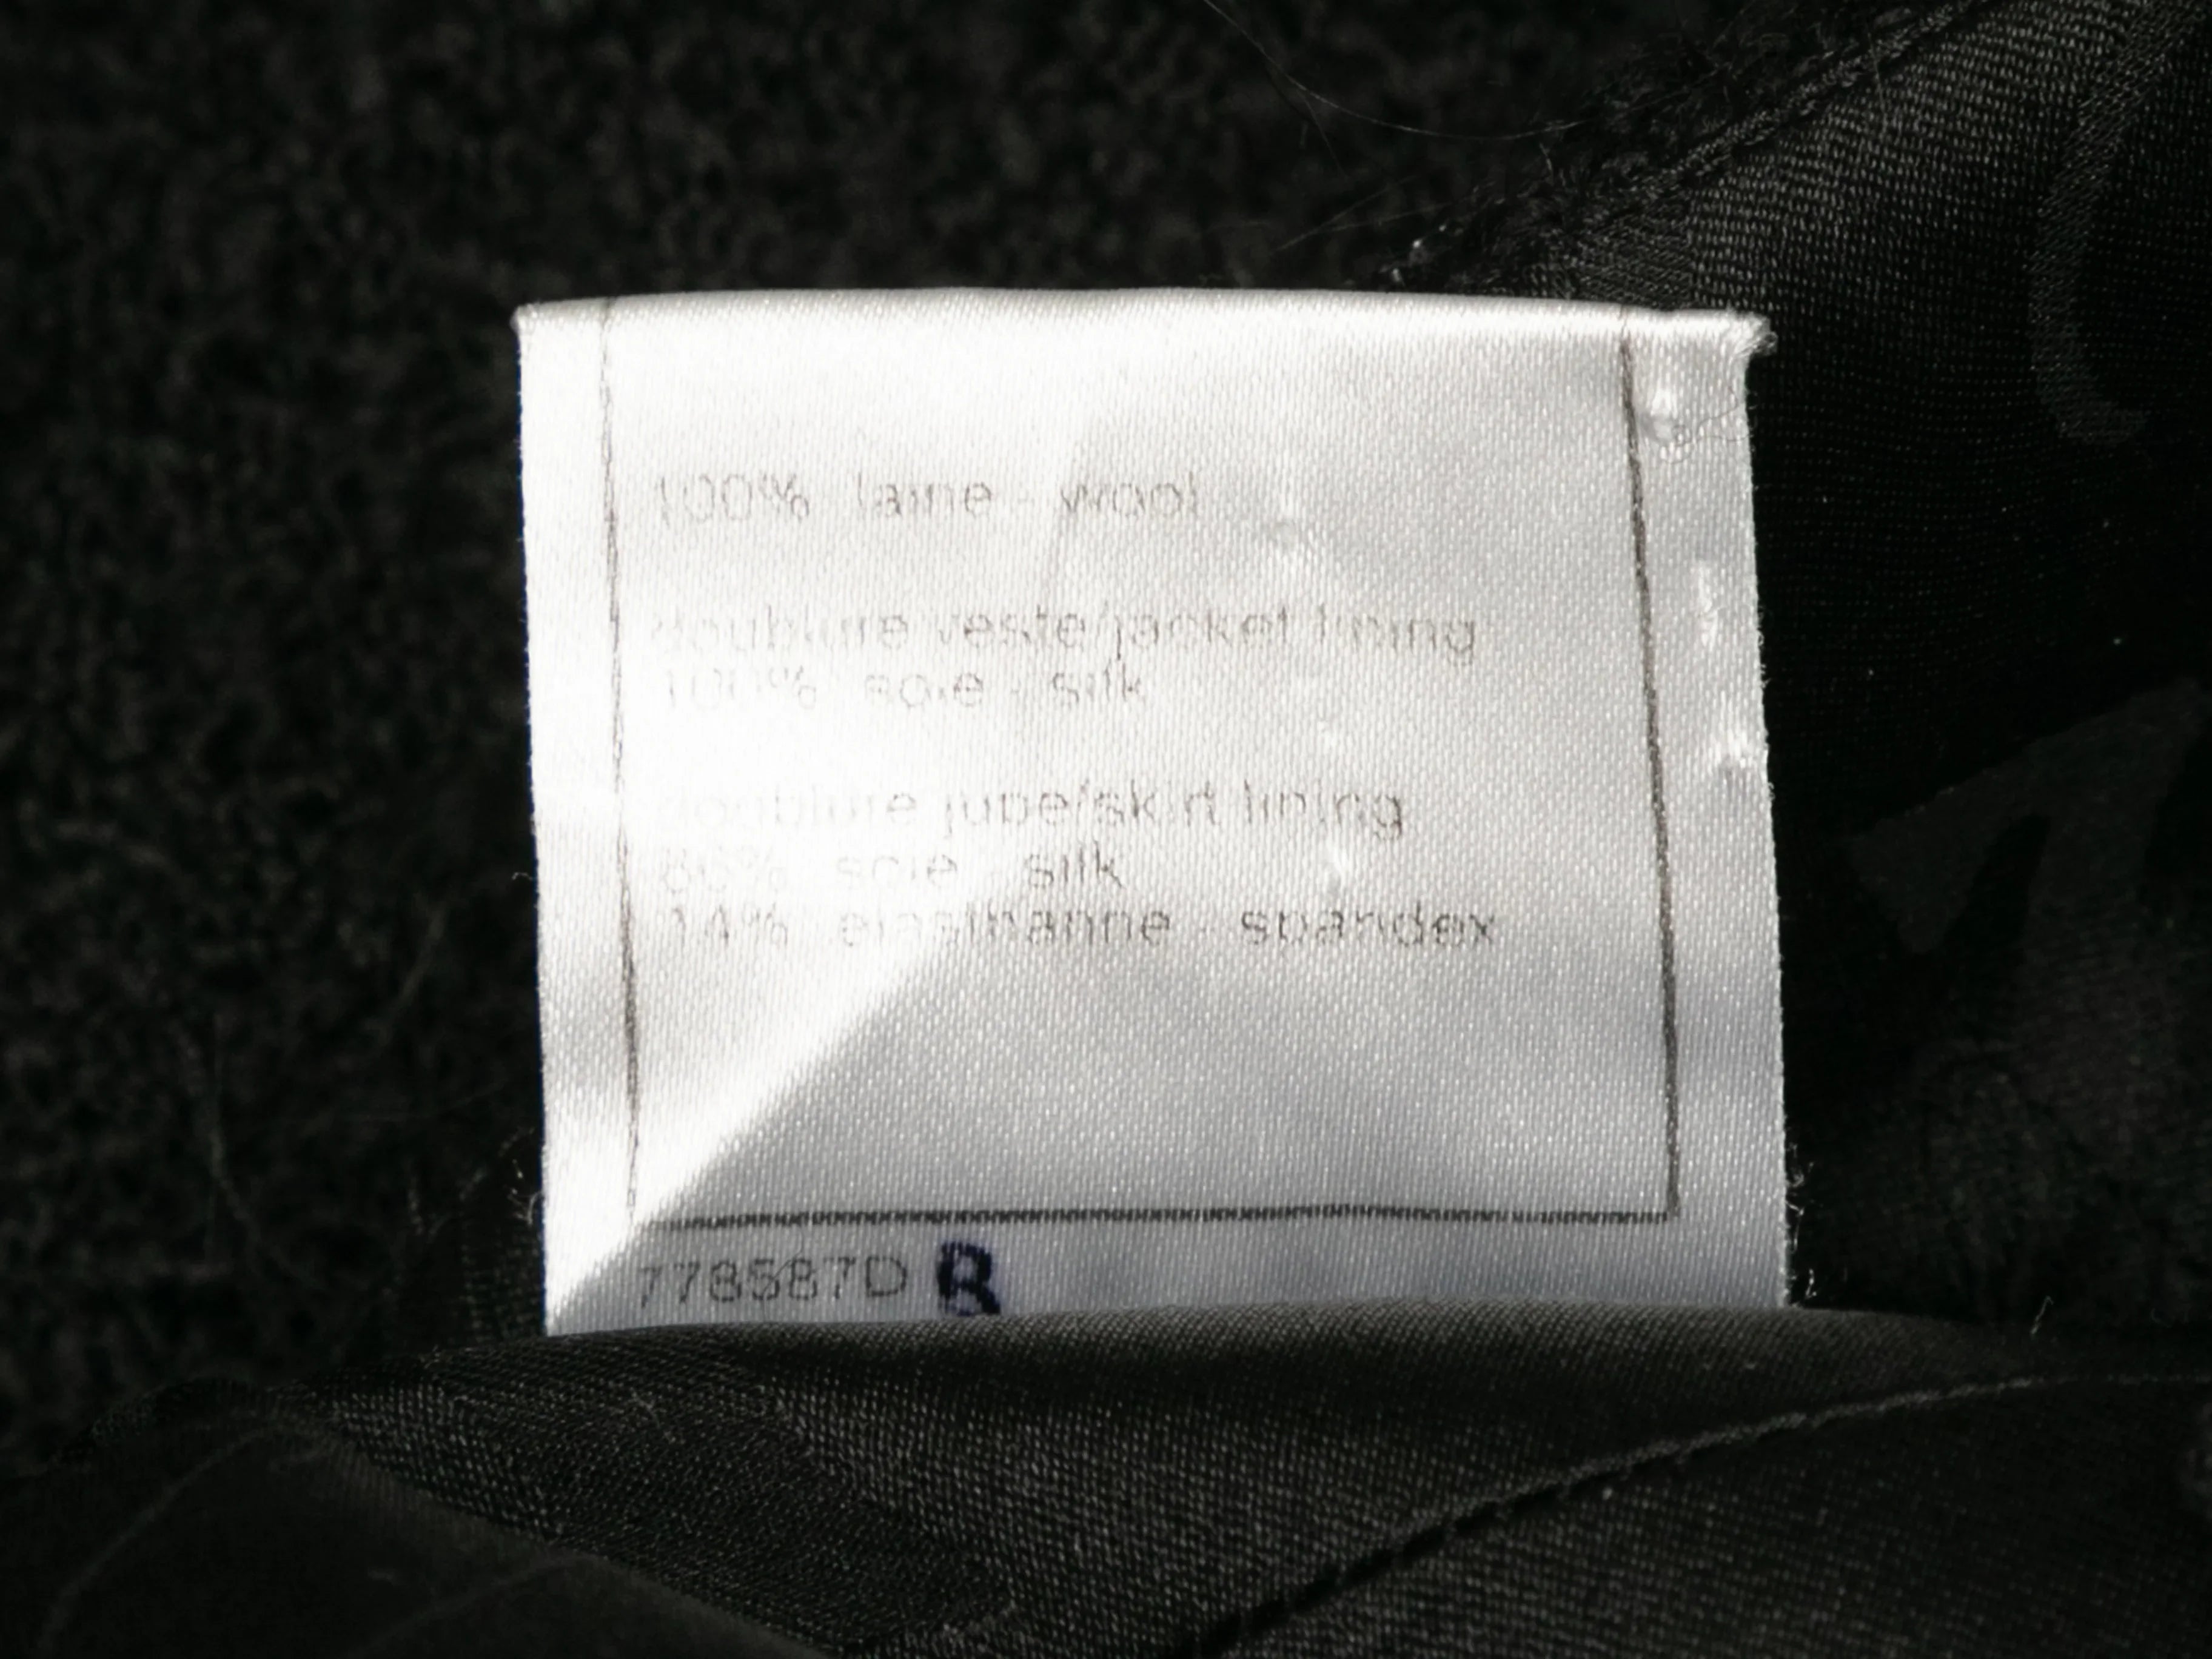 100% laine - wool
doublure veste/jacket lining
100% soie - silk
doublure jupe/skirt lining
86% soie - silk
14% elasthanne - spandex
778587D B